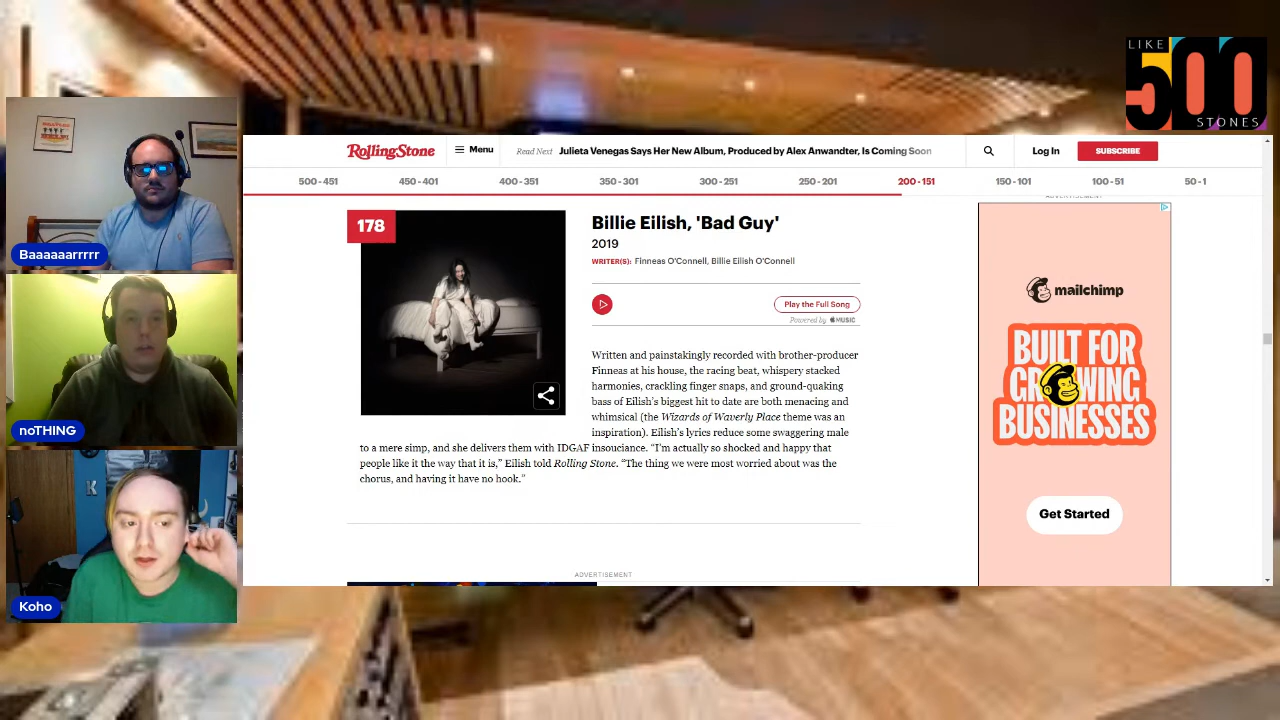 LIKE
500
STONES
Baaaaaarrrrr
noTHING
K
Koho
RollingStone
Menu
Read Next Julieta Venegas Says Her New Album, Produced by Alex Anwandter, Is Coming Soon
Log In
SUBSCRIBE
500 - 451
450 - 401
400 - 351
350 - 301
300 - 251
250 - 201
200 - 151
150 - 101
100 - 51
50 - 1
178
Billie Eilish, 'Bad Guy'
2019
WRITER(S): Finneas O'Connell, Billie Eilish O'Connell
Play the Full Song
Powered by MUSIC
Written and painstakingly recorded with brother-producer
Finneas at his house, the racing beat, whispery stacked
harmonies, crackling finger snaps, and ground-quaking
bass of Eilish's biggest hit to date are both menacing and
whimsical (the Wizards of Waverly Place theme was an
inspiration). Eilish's lyrics reduce some swaggering male
to a mere simp, and she delivers them with IDGAF insouciance. “I'm actually so shocked and happy that
people like it the way that it is,” Eilish told Rolling Stone. “The thing we were most worried about was the
chorus, and having it have no hook.”
ADVERTISEMENT
ADVERTISEMENT
mailchimp
BUILT FOR
GROWING
BUSINESSES
Get Started